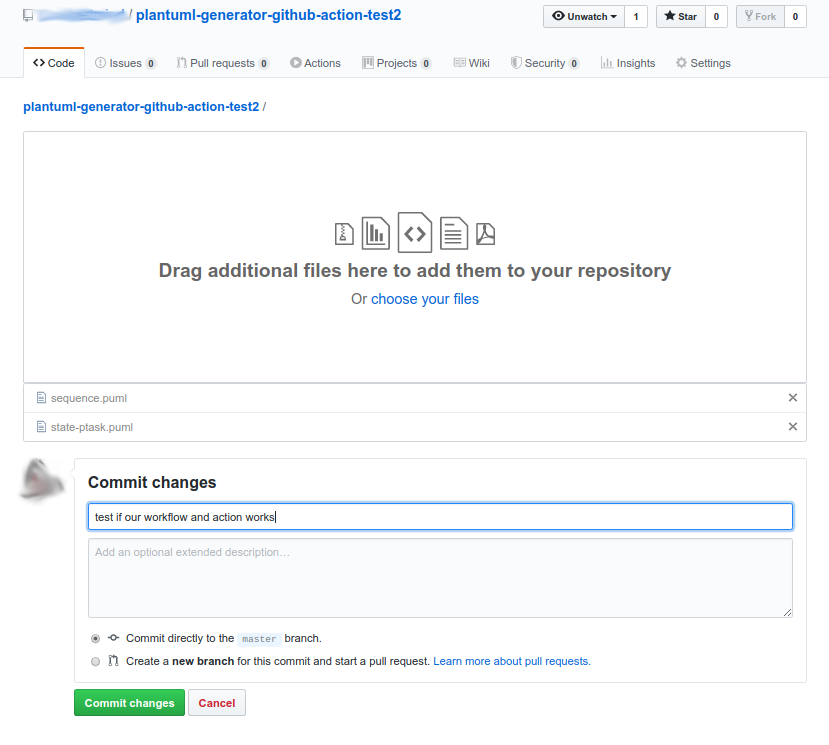 / plantuml-generator-github-action-test2
Unwatch 1 Star 0 Fork 0
Code Issues 0 Pull requests 0 Actions Projects 0 Wiki Security 0 Insights Settings
plantuml-generator-github-action-test2 /
Drag additional files here to add them to your repository
Or choose your files
sequence.puml
state-ptask.puml
Commit changes
test if our workflow and action works
Add an optional extended description…
Commit directly to the master branch.
Create a new branch for this commit and start a pull request. Learn more about pull requests.
Commit changes Cancel